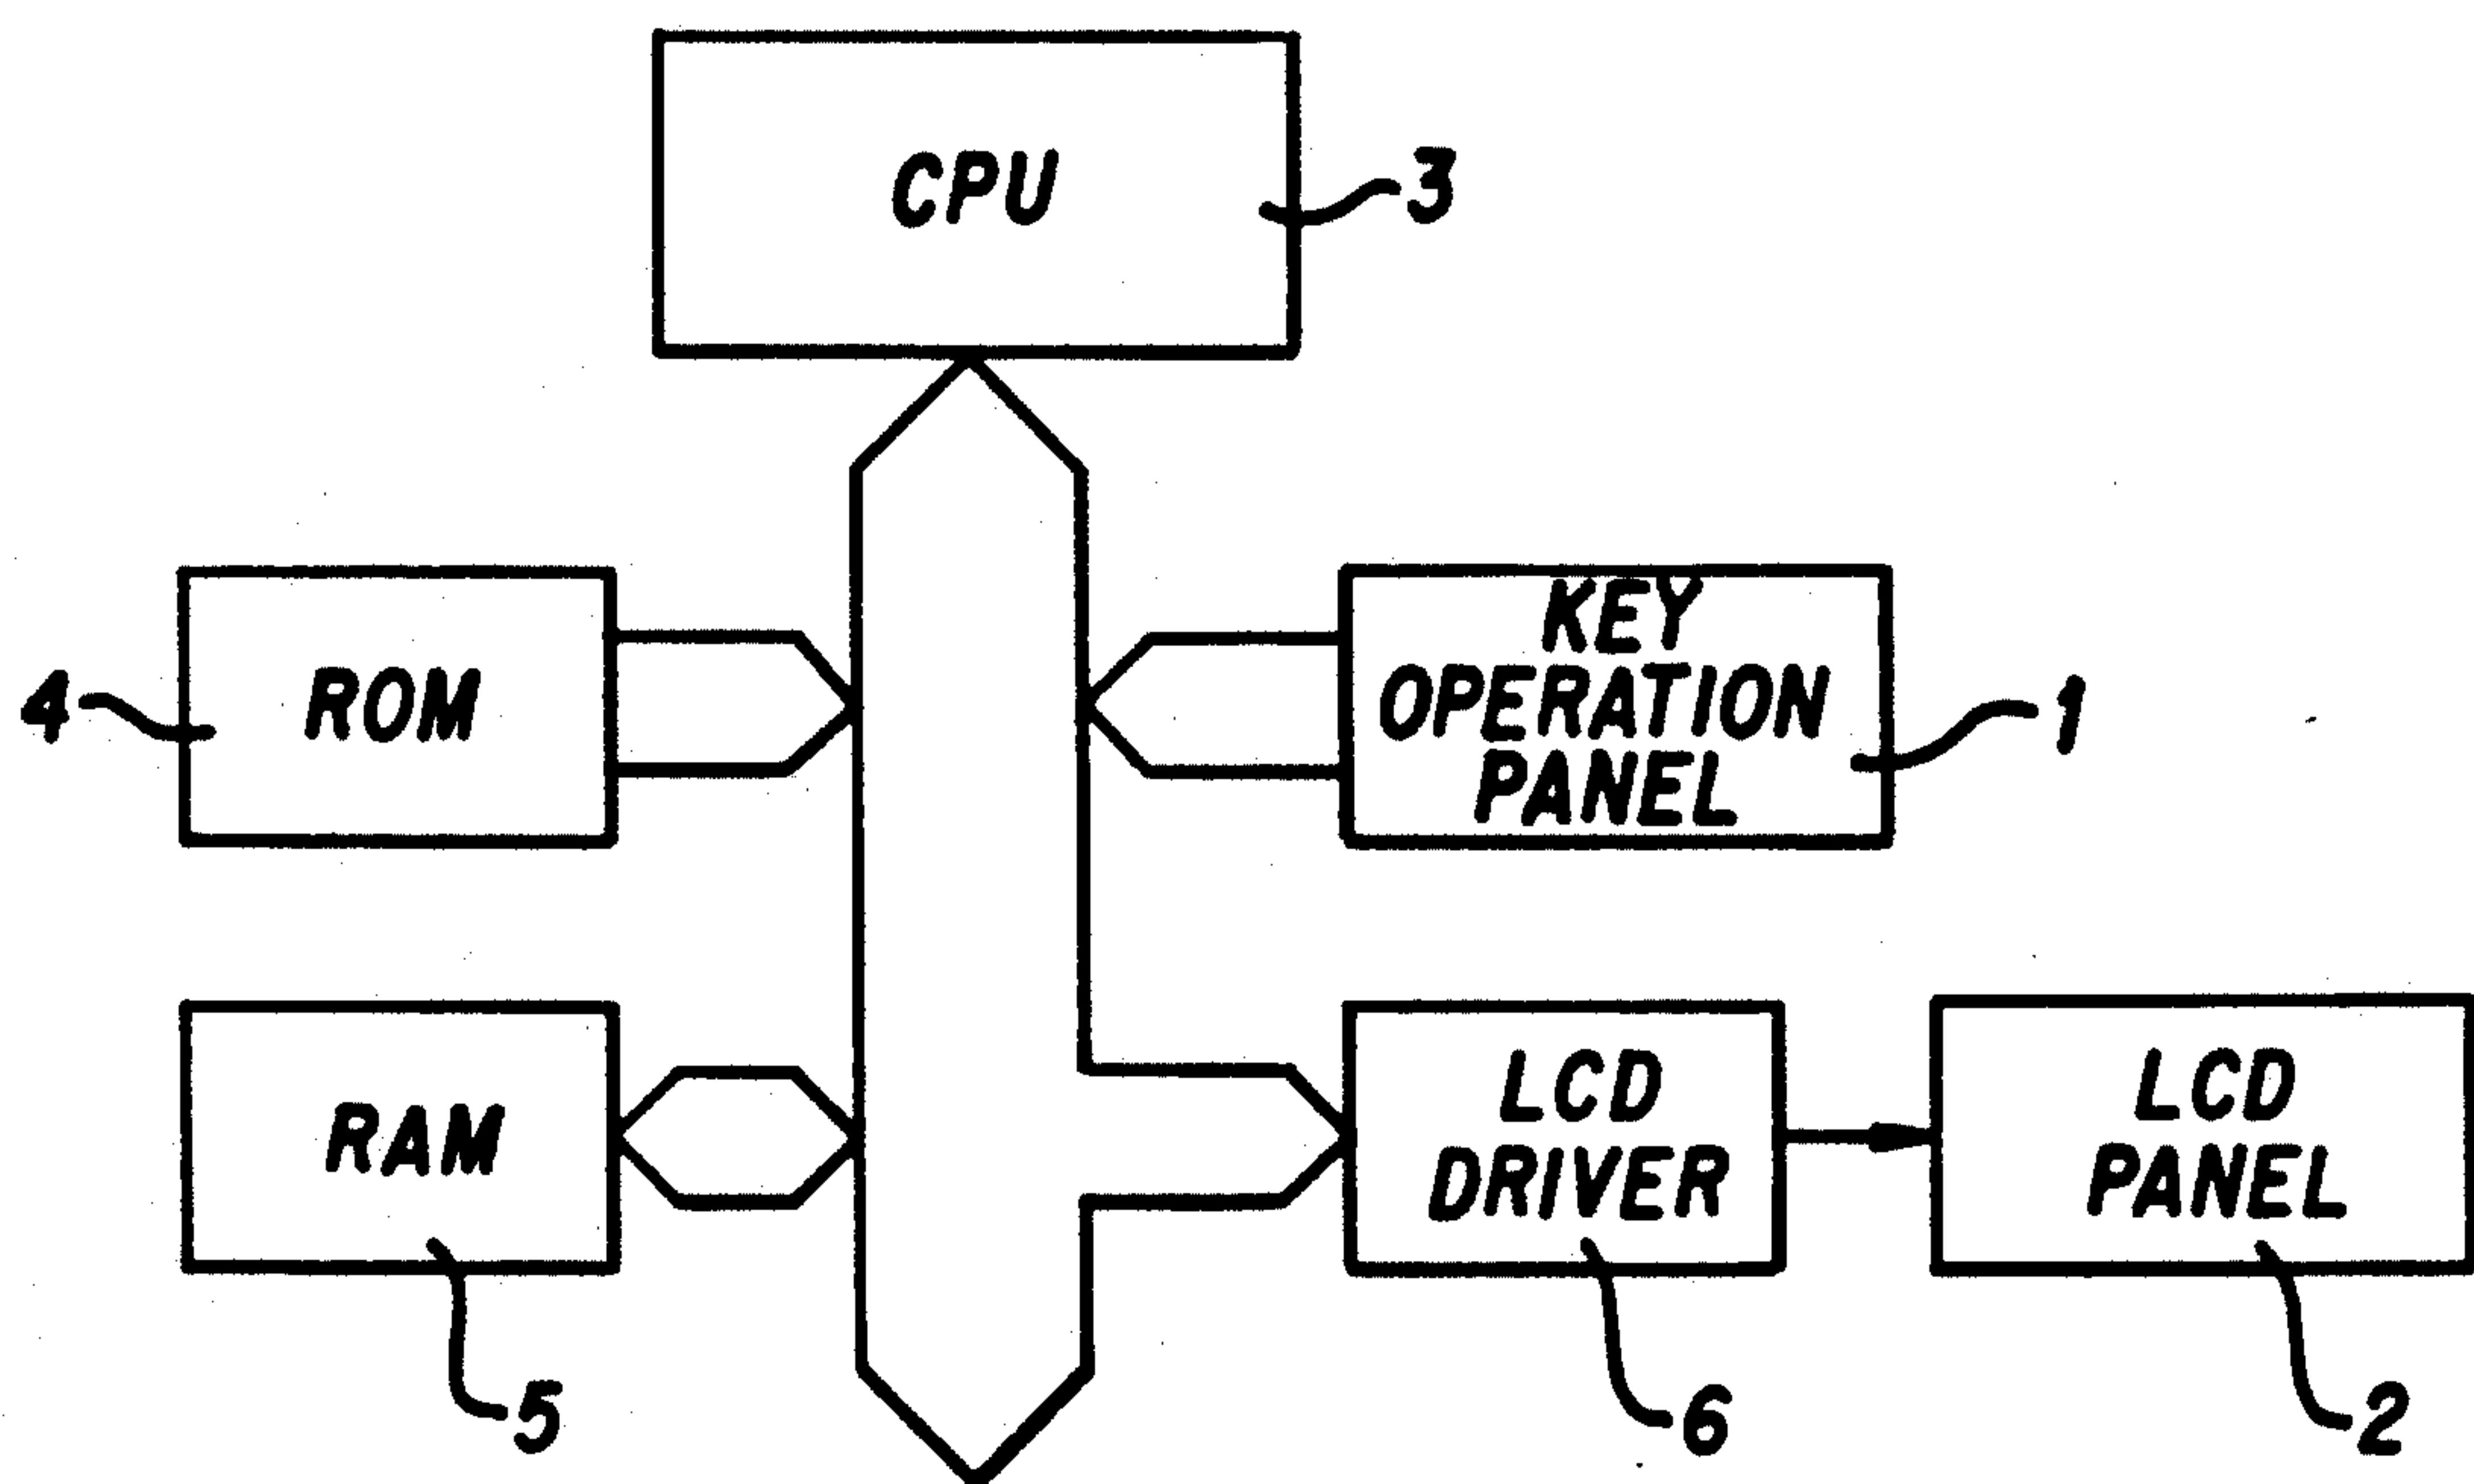 CPU
3
4
ROM
KEY
OPERATION
PANEL
1
RAM
LCD
DRIVER
LCD
PANEL
5
6
2